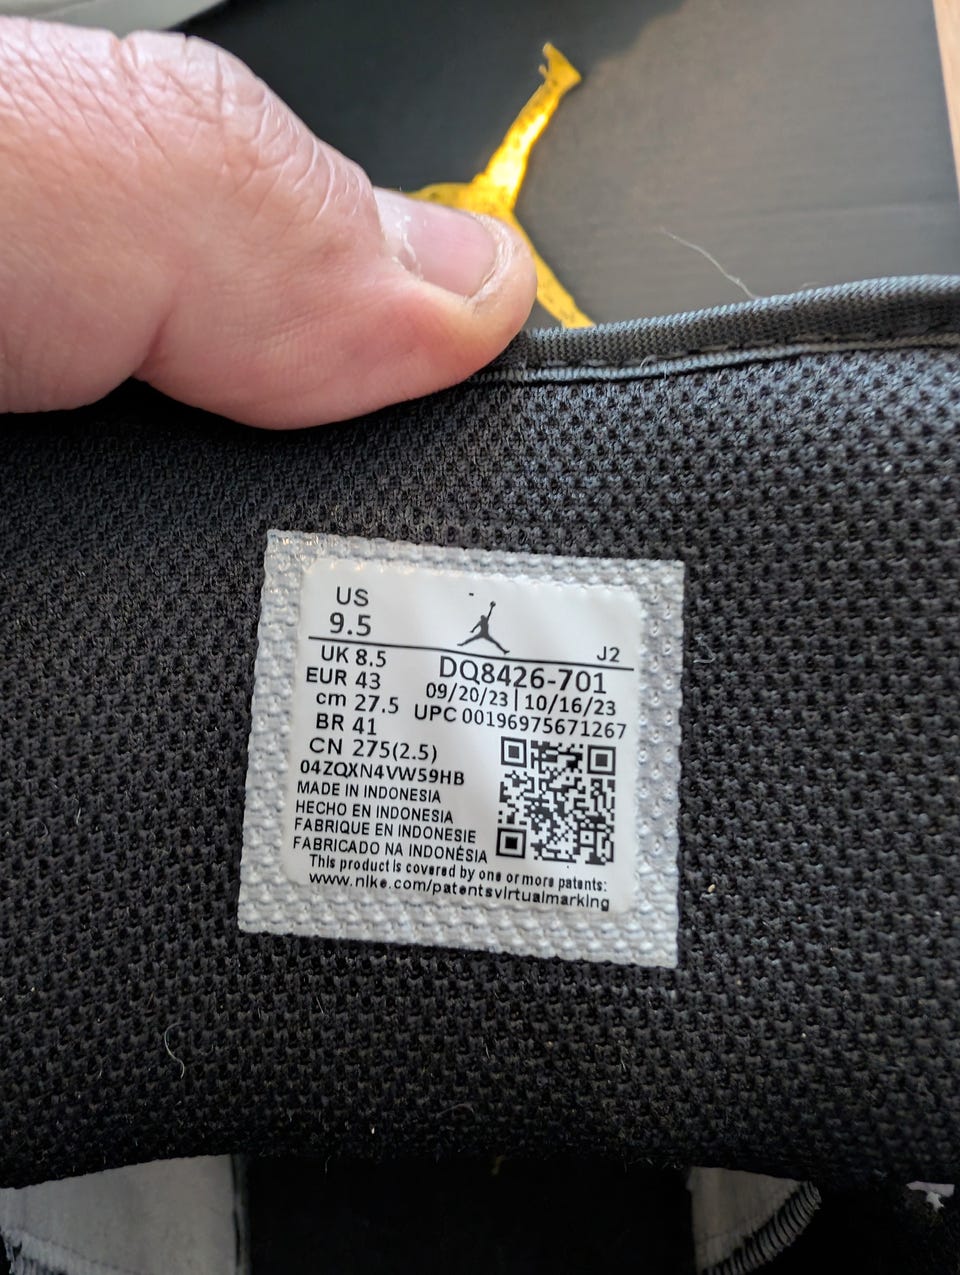 US
9.5
J2
UK 8.5
EUR 43
cm 27.5
BR 41
CN 275(2.5)
DQ8426-701
09/20/23 | 10/16/23
UPC 00196975671267
04ZQXN4VW59HB
MADE IN INDONESIA
HECHO EN INDONESIA
FABRIQUE EN INDONESIE
FABRICADO NA INDONÉSIA
This product is covered by one or more patents:
www.nike.com/patentsvirtualmarking